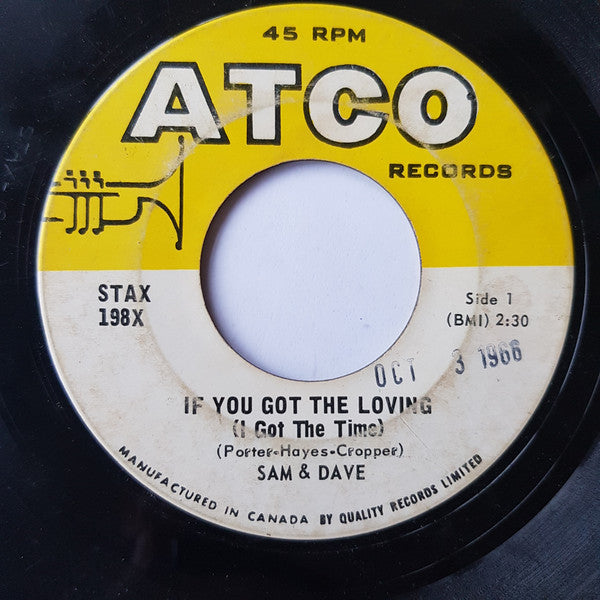 45 RPM
ATCO
RECORDS
STAX
198X
Side 1
(BMI) 2:30
OCT 3 1966
IF YOU GOT THE LOVING
(I Got The Time)
(Porter-Hayes-Cropper)
SAM & DAVE
MANUFACTURED IN CANADA BY QUALITY RECORDS LIMITED